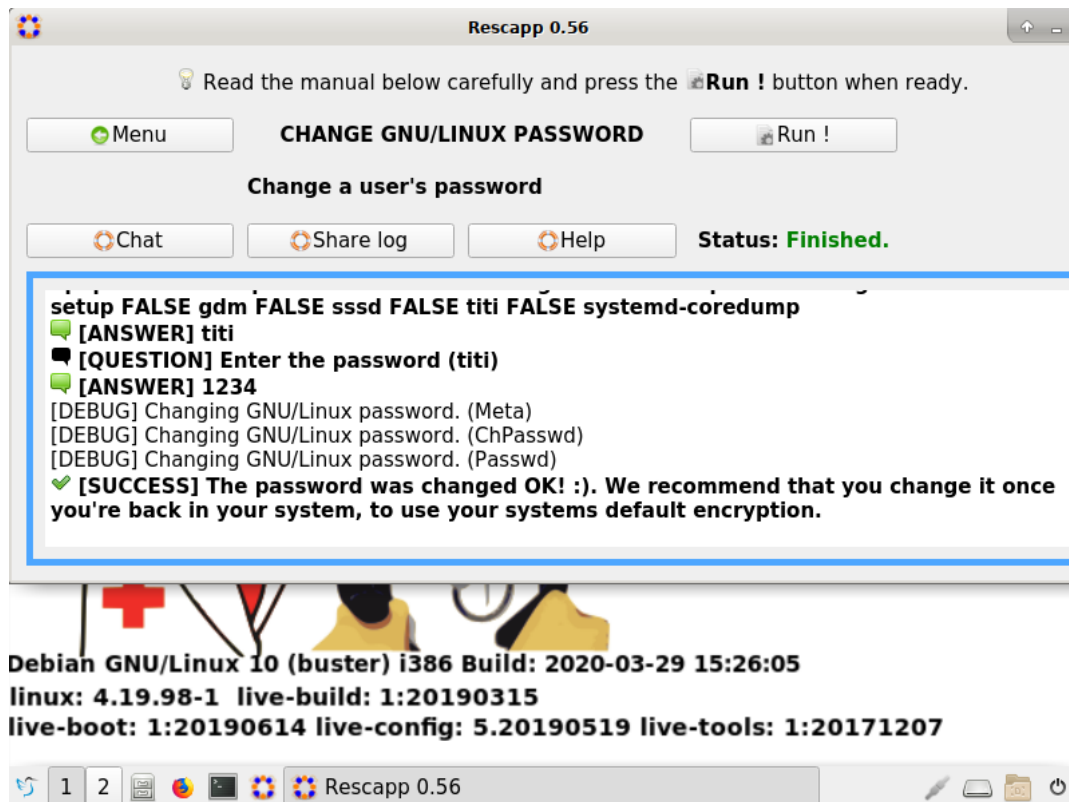 Rescapp 0.56
Read the manual below carefully and press the Run ! button when ready.
Menu CHANGE GNU/LINUX PASSWORD Run !
Change a user's password
Chat Share log Help Status: Finished.
setup FALSE gdm FALSE sssd FALSE titi FALSE systemd-coredump
[ANSWER] titi
[QUESTION] Enter the password (titi)
[ANSWER] 1234
[DEBUG] Changing GNU/Linux password. (Meta)
[DEBUG] Changing GNU/Linux password. (ChPasswd)
[DEBUG] Changing GNU/Linux password. (Passwd)
[SUCCESS] The password was changed OK! :). We recommend that you change it once
you're back in your system, to use your systems default encryption.
Debian GNU/Linux 10 (buster) i386 Build: 2020-03-29 15:26:05
linux: 4.19.98-1 live-build: 1:20190315
live-boot: 1:20190614 live-config: 5.20190519 live-tools: 1:20171207
1 2 Rescapp 0.56